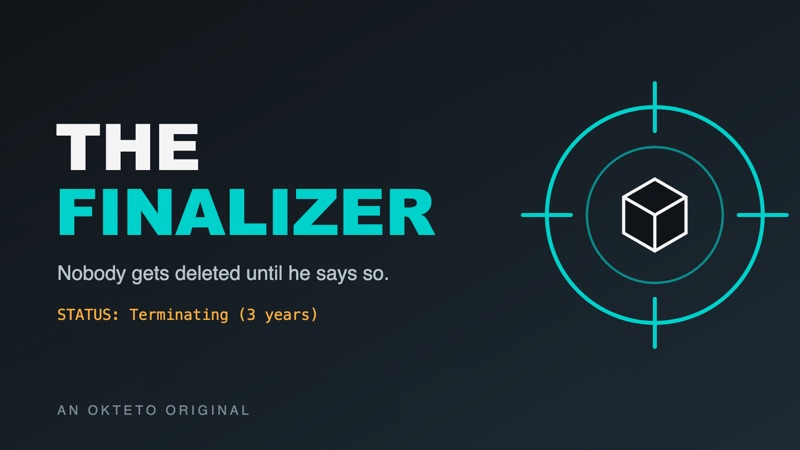 THE
FINALIZER
Nobody gets deleted until he says so.
STATUS: Terminating (3 years)
AN OKTETO ORIGINAL